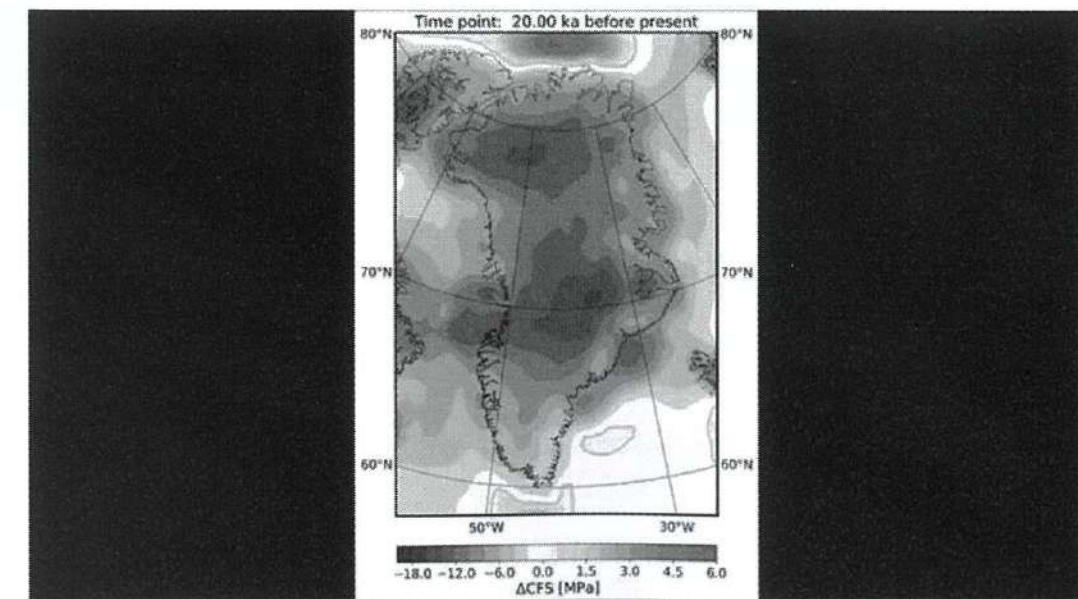 Time point: 20.00 ka before present
80°N 80°N
70°N 70°N
60°N 60°N
50°W 30°W
−18.0 −12.0 −6.0 0.0 1.5 3.0 4.5 6.0
ΔCFS [MPa]